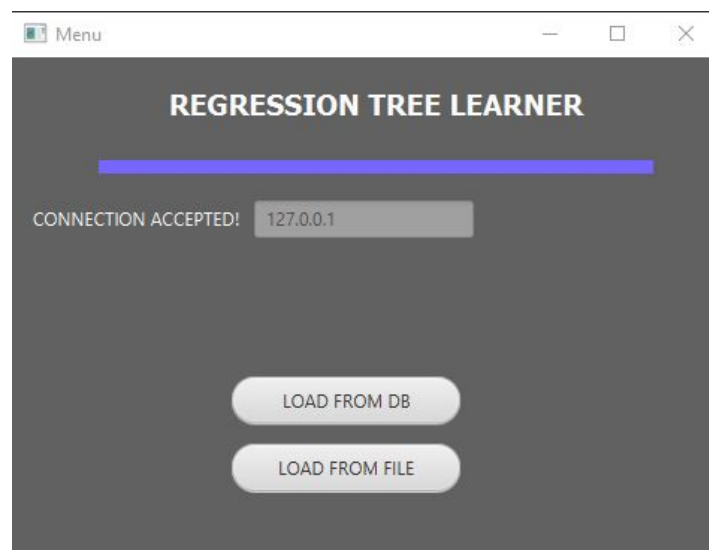 Menu
REGRESSION TREE LEARNER
CONNECTION ACCEPTED! 127.0.0.1
LOAD FROM DB
LOAD FROM FILE